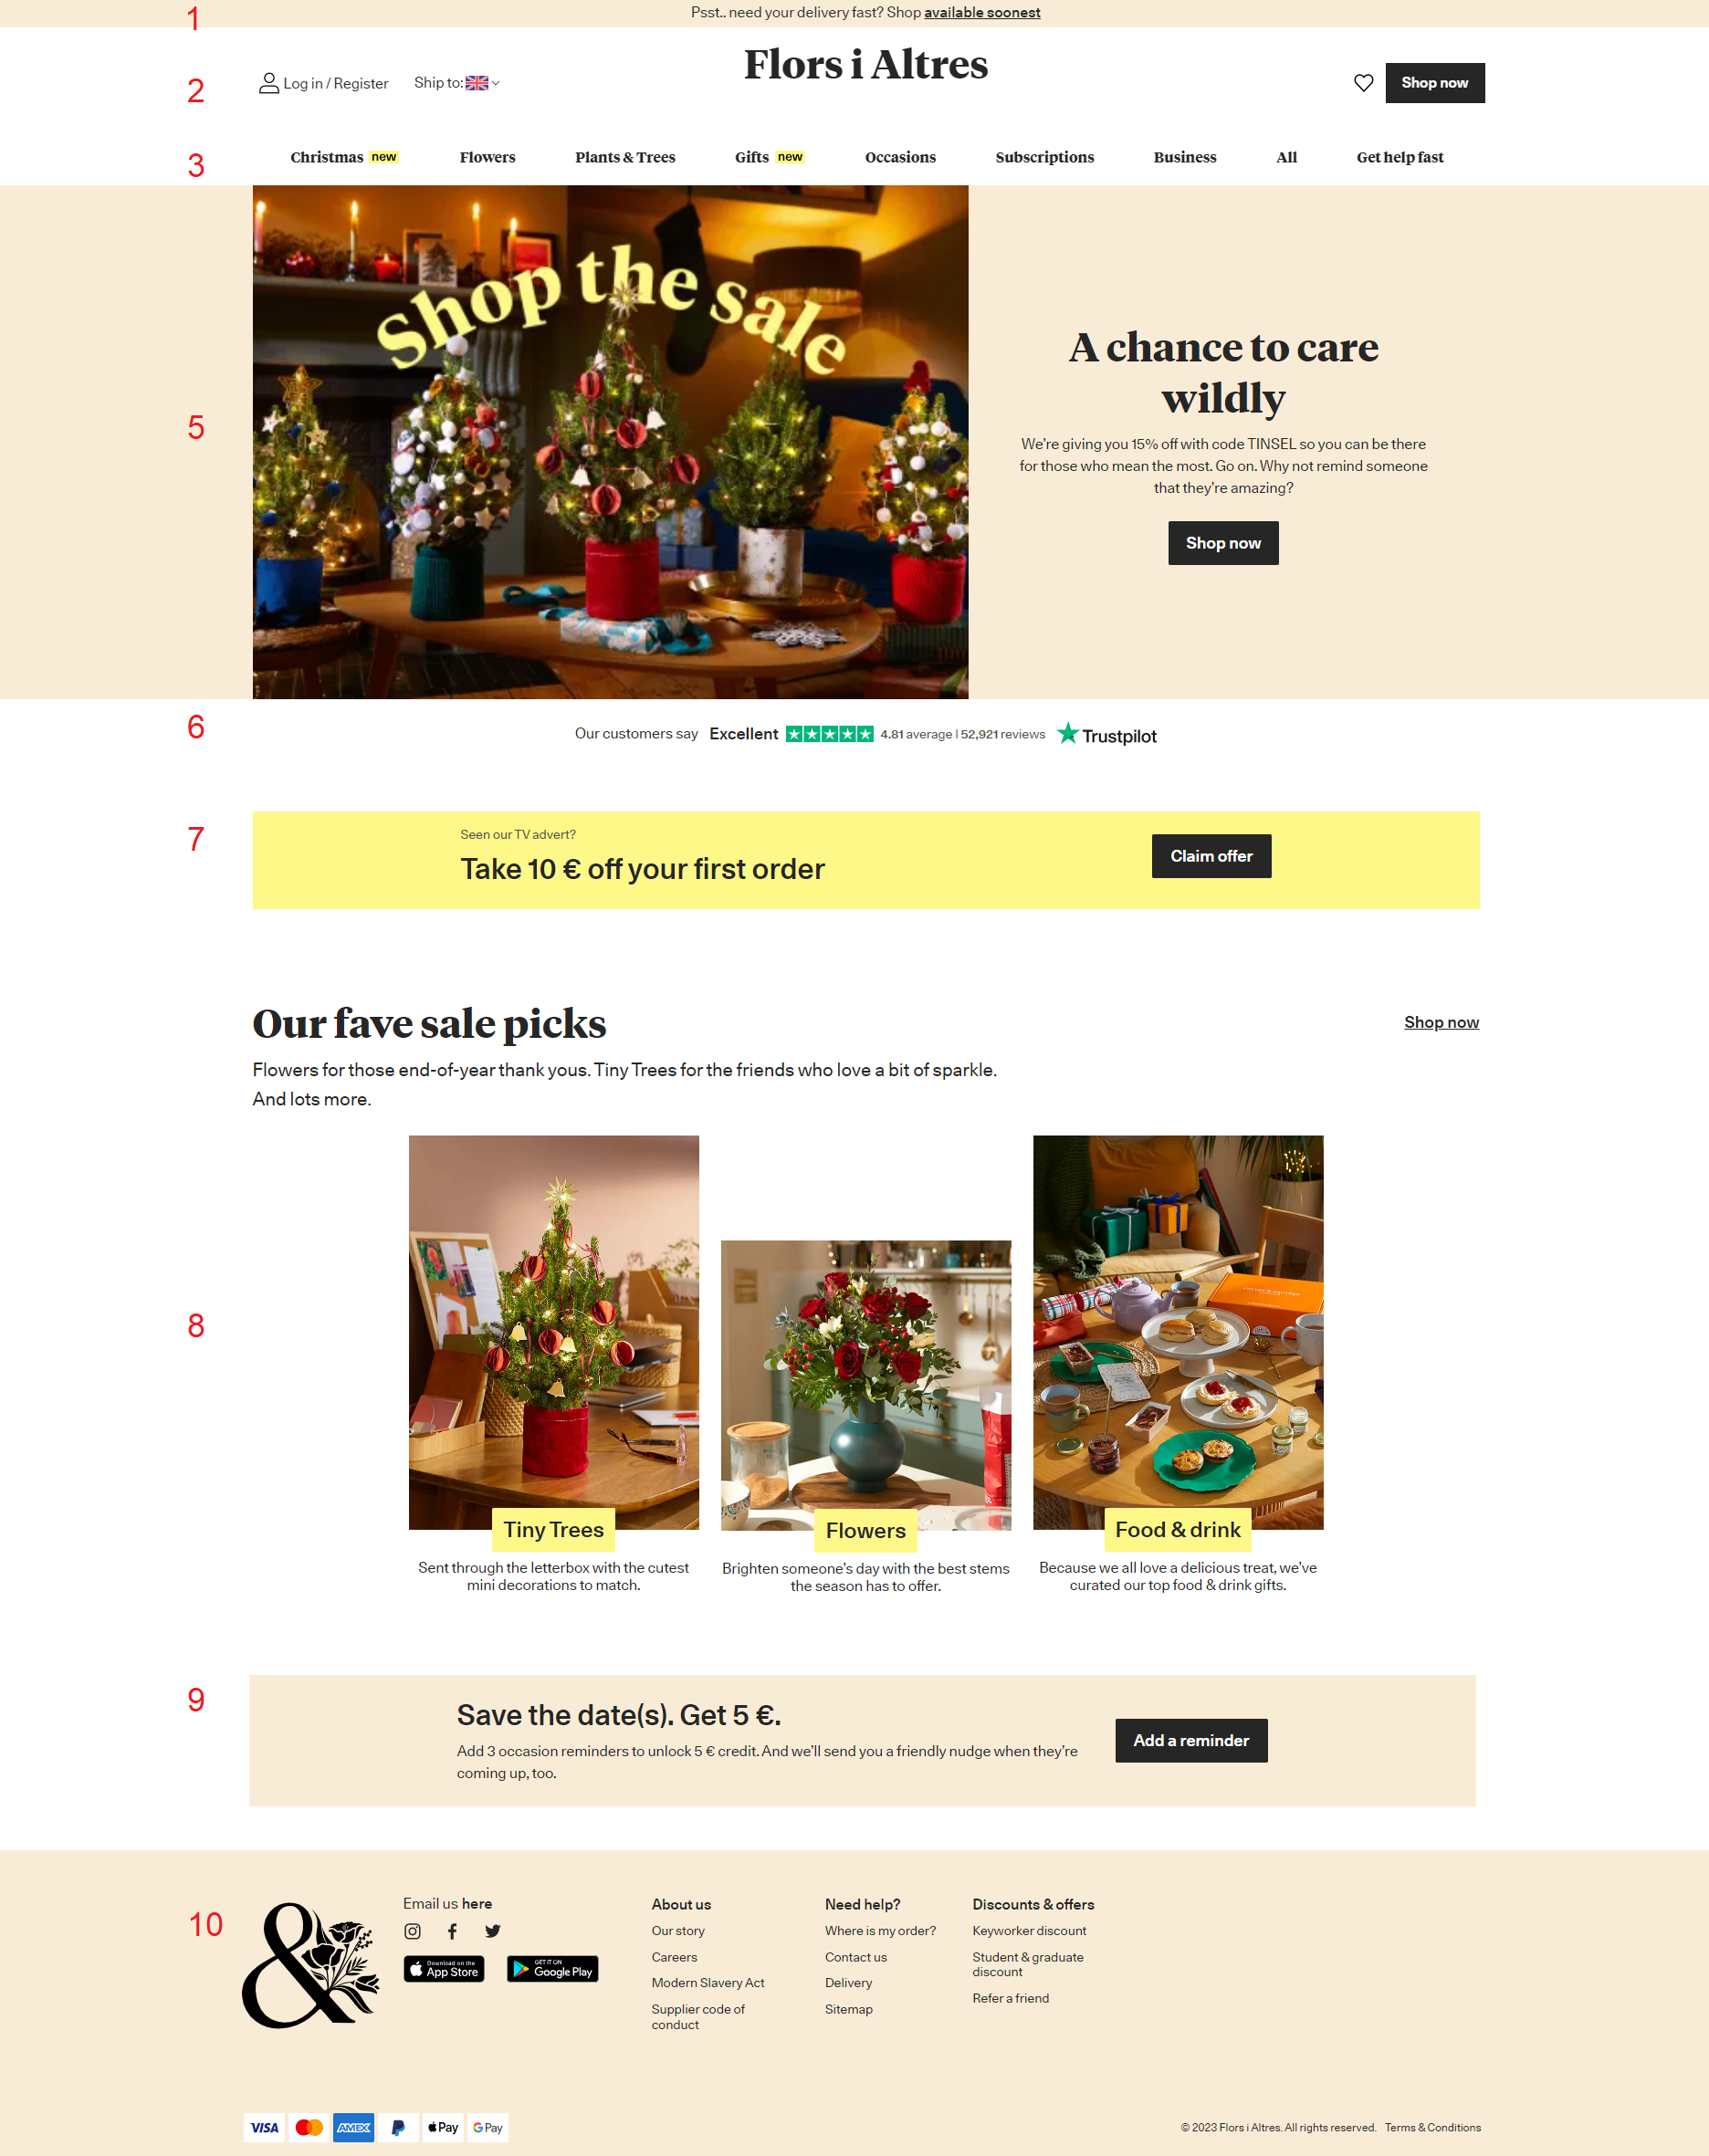 1
Psst.. need your delivery fast? Shop available soonest
2
Log in / Register
Ship to:
Flors i Altres
Shop now
3
Christmas new
Flowers
Plants & Trees
Gifts new
Occasions
Subscriptions
Business
All
Get help fast
5
Shop the sale
A chance to care
wildly
We're giving you 15% off with code TINSEL so you can be there
for those who mean the most. Go on. Why not remind someone
that they're amazing?
Shop now
6
Our customers say Excellent 4.81 average | 52,921 reviews Trustpilot
7
Seen our TV advert?
Take 10 € off your first order
Claim offer
Our fave sale picks
Shop now
Flowers for those end-of-year thank yous. Tiny Trees for the friends who love a bit of sparkle.
And lots more.
8
Tiny Trees
Sent through the letterbox with the cutest
mini decorations to match.
Flowers
Brighten someone's day with the best stems
the season has to offer.
Food & drink
Because we all love a delicious treat, we've
curated our top food & drink gifts.
9
Save the date(s). Get 5 €.
Add 3 occasion reminders to unlock 5 € credit. And we'll send you a friendly nudge when they're
coming up, too.
Add a reminder
10
&
Email us here
Download on the
App Store
GET IT ON
Google Play
About us
Our story
Careers
Modern Slavery Act
Supplier code of
conduct
Need help?
Where is my order?
Contact us
Delivery
Sitemap
Discounts & offers
Keyworker discount
Student & graduate
discount
Refer a friend
VISA
AMEX
Pay
G Pay
© 2023 Flors i Altres. All rights reserved. Terms & Conditions